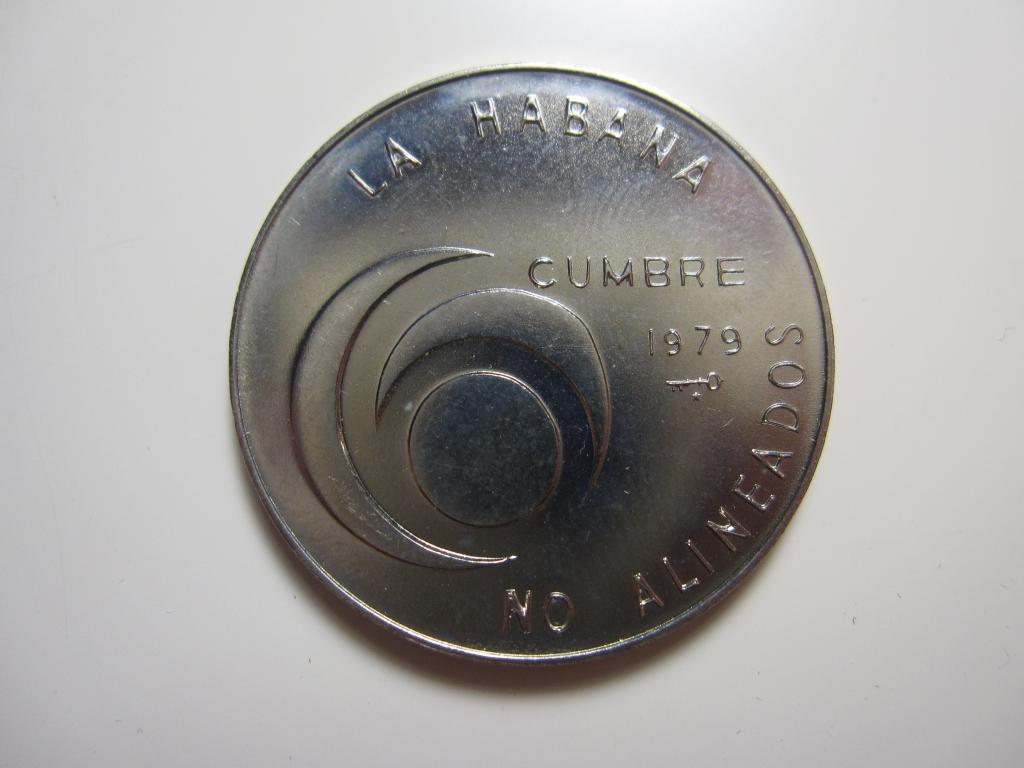 LA HABANA
CUMBRE
1979
NO ALINEADOS